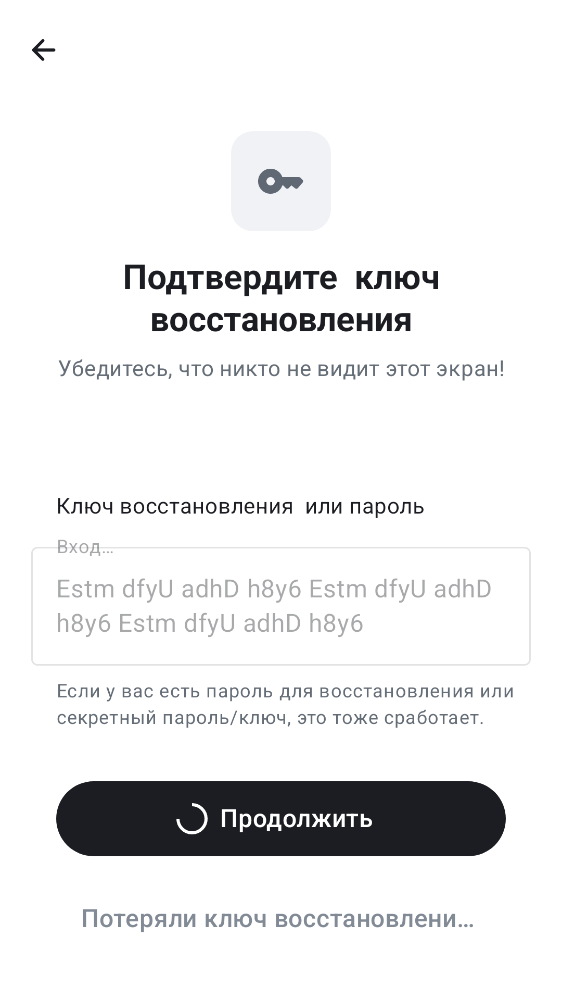 Подтвердите ключ
восстановления
Убедитесь, что никто не видит этот экран!
Ключ восстановления или пароль
Вход…
Estm dfyU adhD h8y6 Estm dfyU adhD
h8y6 Estm dfyU adhD h8y6
Если у вас есть пароль для восстановления или
секретный пароль/ключ, это тоже сработает.
Продолжить
Потеряли ключ восстановлени…